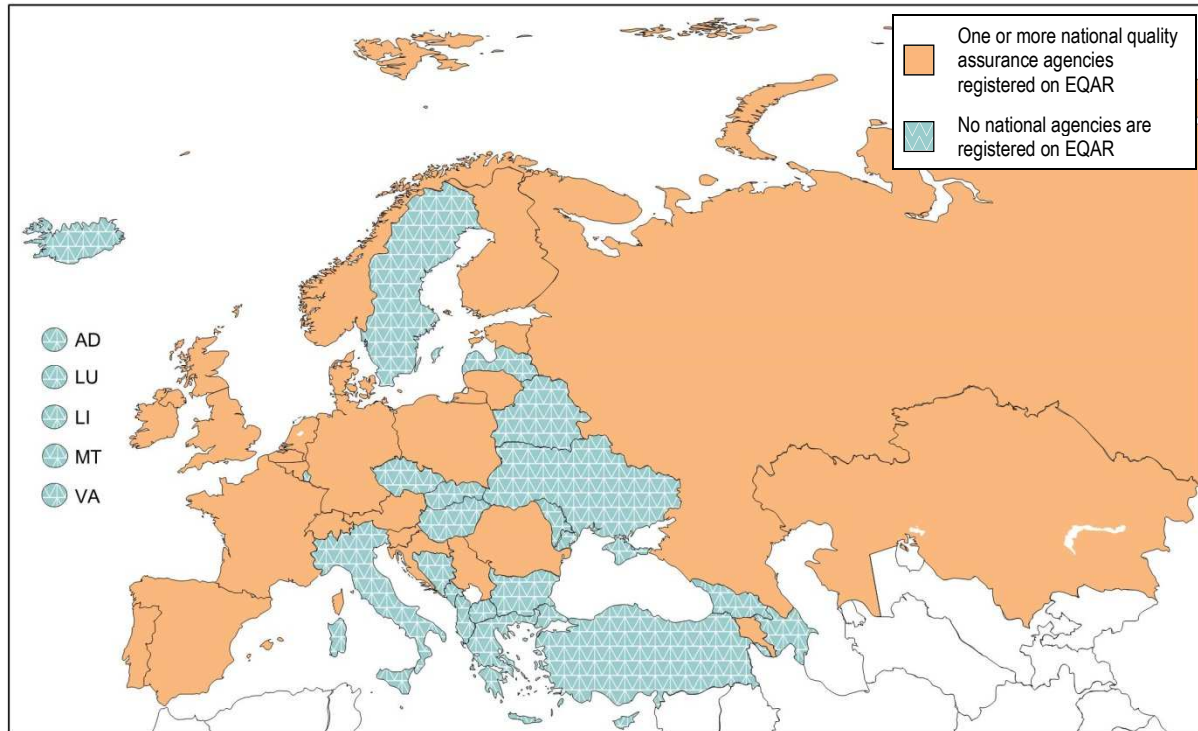 One or more national quality
assurance agencies
registered on EQAR
No national agencies are
registered on EQAR
AD
LU
LI
MT
VA